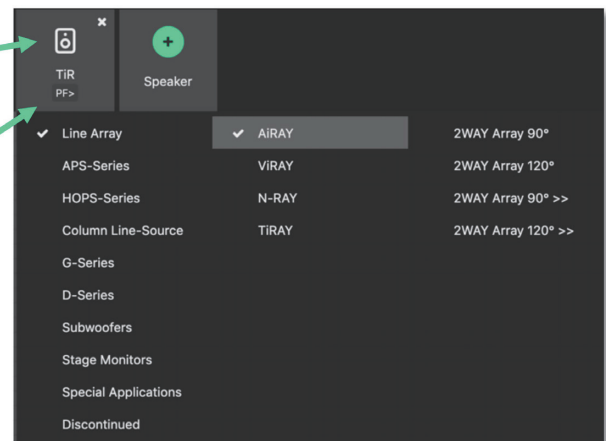 TiR
PF>
Speaker
Line Array
APS-Series
HOPS-Series
Column Line-Source
G-Series
D-Series
Subwoofers
Stage Monitors
Special Applications
Discontinued
AiRAY
ViRAY
N-RAY
TiRAY
2WAY Array 90°
2WAY Array 120°
2WAY Array 90° >>
2WAY Array 120° >>